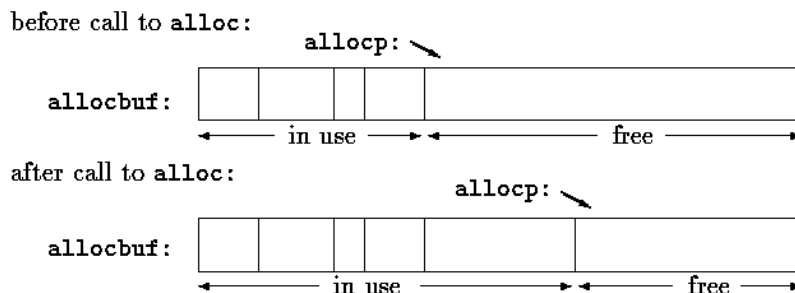 before call to alloc:
allocp:
allocbuf:
in use free
after call to alloc:
allocp:
allocbuf:
in use free